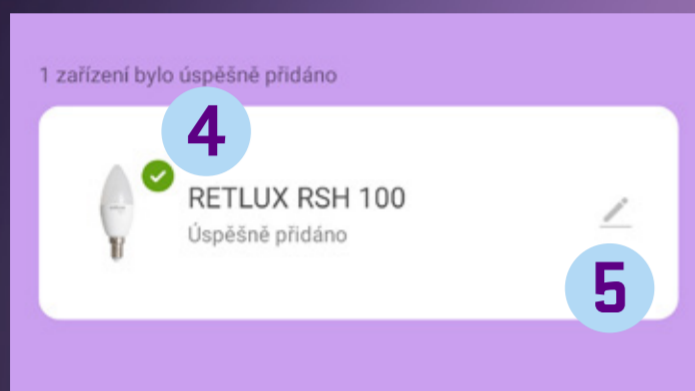 1 zařízení bylo úspěšně přidáno
4
RETLUX RSH 100
Úspěšně přidáno
5